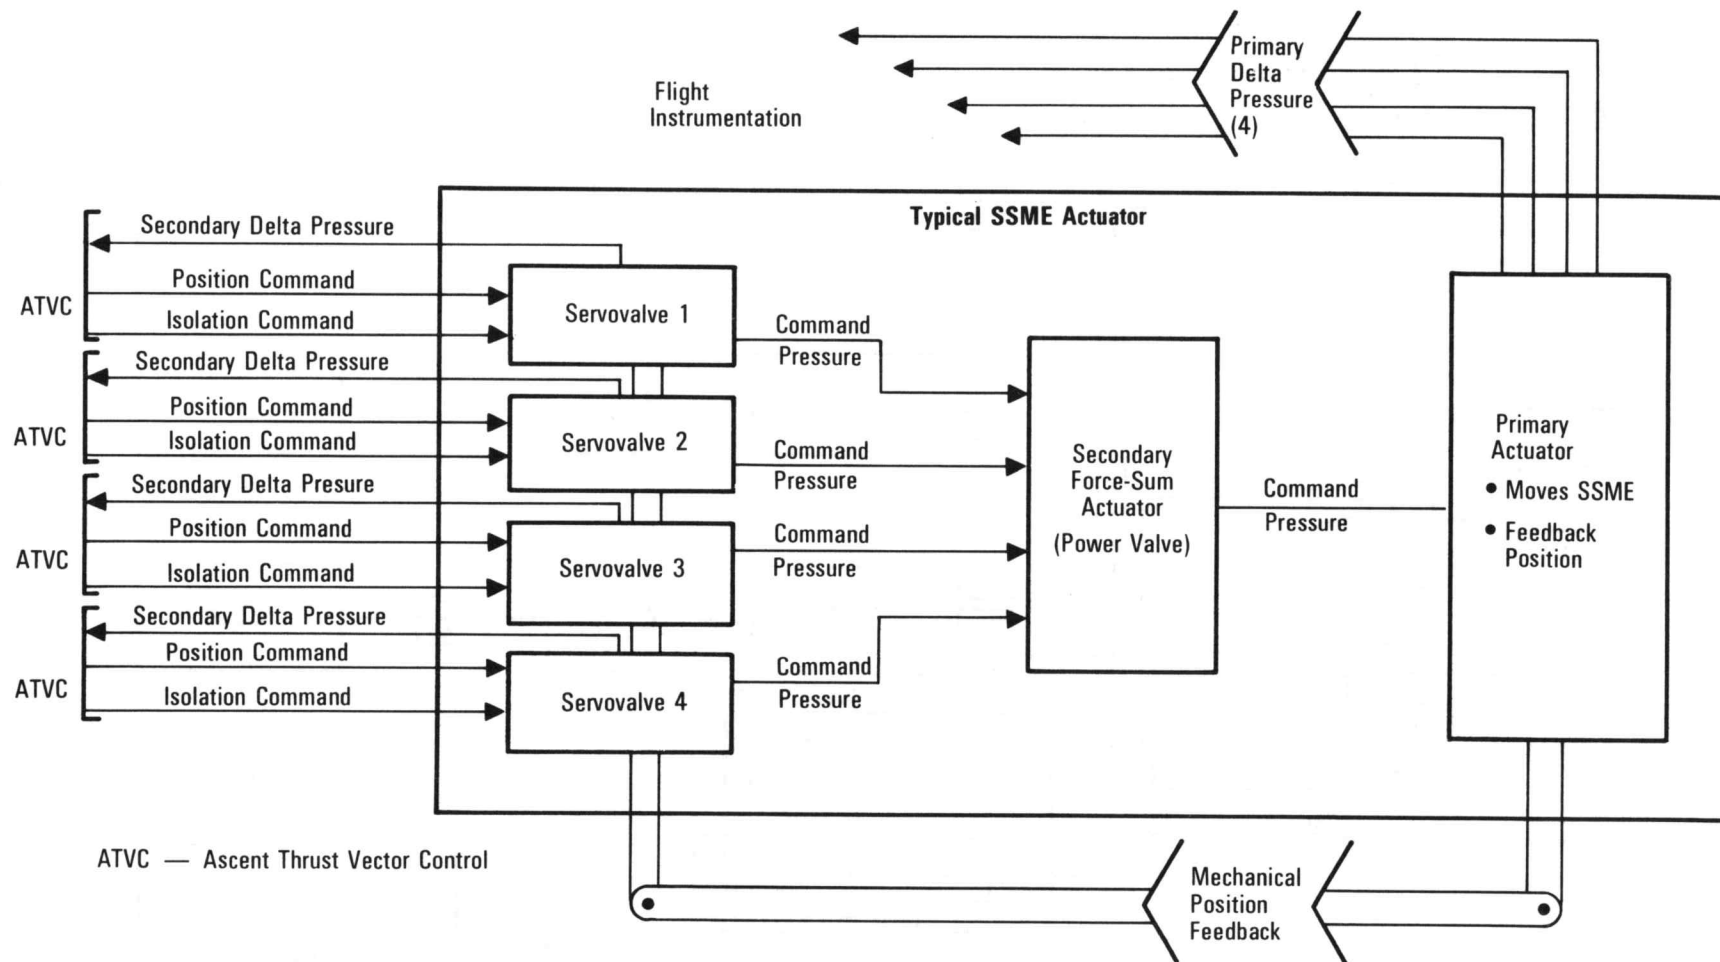 Primary
Delta
Pressure
(4)
Flight
Instrumentation
Typical SSME Actuator
ATVC
Secondary Delta Pressure
Position Command
Isolation Command
Servovalve 1
Command
Pressure
ATVC
Secondary Delta Pressure
Position Command
Isolation Command
Servovalve 2
Command
Pressure
ATVC
Secondary Delta Presure
Position Command
Isolation Command
Servovalve 3
Command
Pressure
ATVC
Secondary Delta Pressure
Position Command
Isolation Command
Servovalve 4
Command
Pressure
Secondary
Force-Sum
Actuator
(Power Valve)
Command
Pressure
Primary
Actuator
• Moves SSME
• Feedback
Position
ATVC — Ascent Thrust Vector Control
Mechanical
Position
Feedback